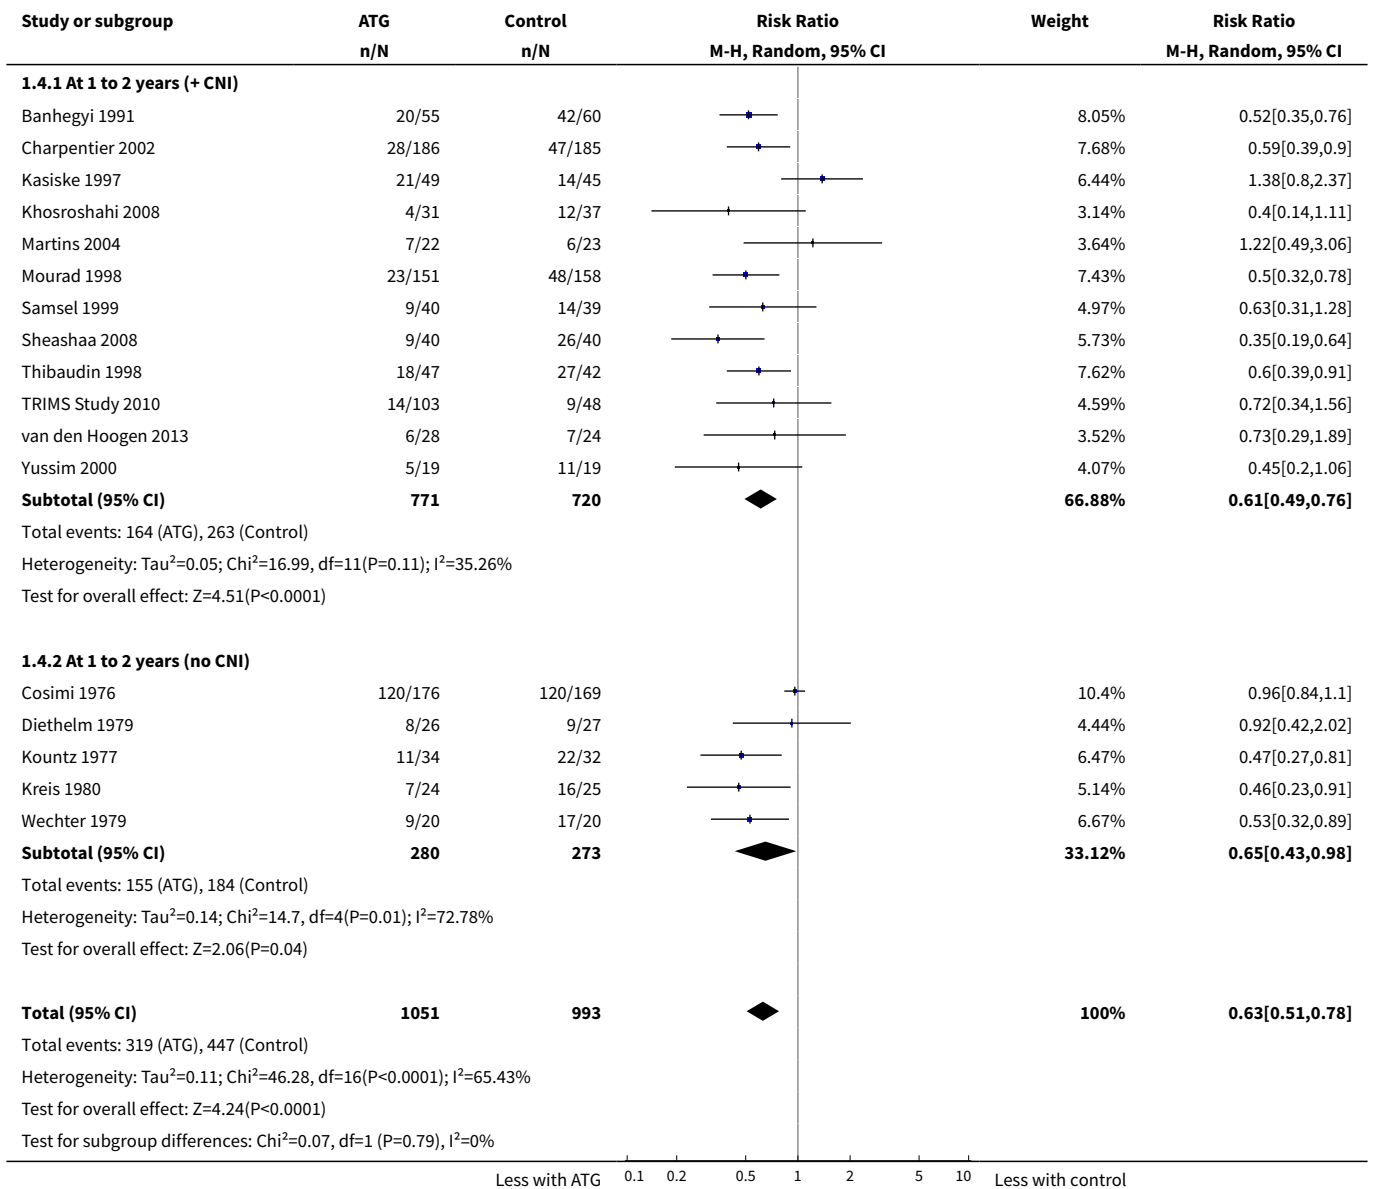 Study or subgroup ATG Control Risk Ratio Weight Risk Ratio
n/N n/N M-H, Random, 95% CI M-H, Random, 95% CI
1.4.1 At 1 to 2 years (+ CNI)
Banhegyi 1991 20/55 42/60 8.05% 0.52[0.35,0.76]
Charpentier 2002 28/186 47/185 7.68% 0.59[0.39,0.9]
Kasiske 1997 21/49 14/45 6.44% 1.38[0.8,2.37]
Khosroshahi 2008 4/31 12/37 3.14% 0.4[0.14,1.11]
Martins 2004 7/22 6/23 3.64% 1.22[0.49,3.06]
Mourad 1998 23/151 48/158 7.43% 0.5[0.32,0.78]
Samsel 1999 9/40 14/39 4.97% 0.63[0.31,1.28]
Sheashaa 2008 9/40 26/40 5.73% 0.35[0.19,0.64]
Thibaudin 1998 18/47 27/42 7.62% 0.6[0.39,0.91]
TRIMS Study 2010 14/103 9/48 4.59% 0.72[0.34,1.56]
van den Hoogen 2013 6/28 7/24 3.52% 0.73[0.29,1.89]
Yussim 2000 5/19 11/19 4.07% 0.45[0.2,1.06]
Subtotal (95% CI) 771 720 66.88% 0.61[0.49,0.76]
Total events: 164 (ATG), 263 (Control)
Heterogeneity: Tau²=0.05; Chi²=16.99, df=11(P=0.11); I²=35.26%
Test for overall effect: Z=4.51(P<0.0001)
1.4.2 At 1 to 2 years (no CNI)
Cosimi 1976 120/176 120/169 10.4% 0.96[0.84,1.1]
Diethelm 1979 8/26 9/27 4.44% 0.92[0.42,2.02]
Kountz 1977 11/34 22/32 6.47% 0.47[0.27,0.81]
Kreis 1980 7/24 16/25 5.14% 0.46[0.23,0.91]
Wechter 1979 9/20 17/20 6.67% 0.53[0.32,0.89]
Subtotal (95% CI) 280 273 33.12% 0.65[0.43,0.98]
Total events: 155 (ATG), 184 (Control)
Heterogeneity: Tau²=0.14; Chi²=14.7, df=4(P=0.01); I²=72.78%
Test for overall effect: Z=2.06(P=0.04)
Total (95% CI) 1051 993 100% 0.63[0.51,0.78]
Total events: 319 (ATG), 447 (Control)
Heterogeneity: Tau²=0.11; Chi²=46.28, df=16(P<0.0001); I²=65.43%
Test for overall effect: Z=4.24(P<0.0001)
Test for subgroup differences: Chi²=0.07, df=1 (P=0.79), I²=0%
Less with ATG 0.1 0.2 0.5 1 2 5 10 Less with control